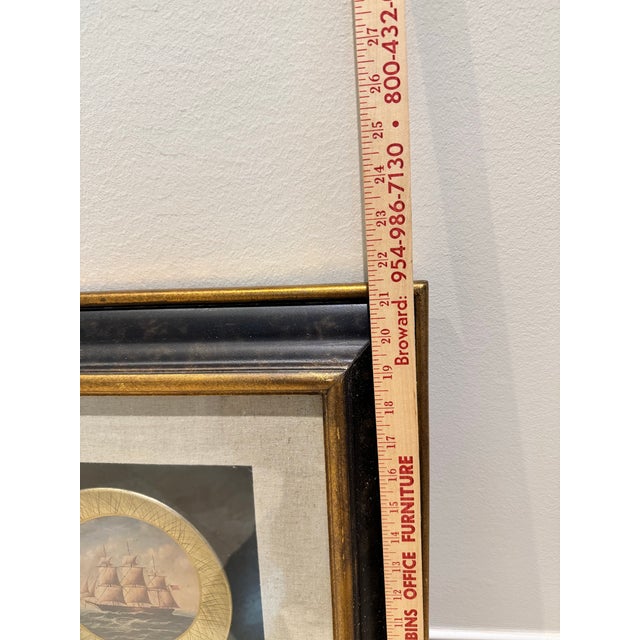 BINS OFFICE FURNITURE Broward: 954-986-7130 • 800-432-
11 12 13 14 15 16 17 18 19 20 21 22 23 24 25 26 27